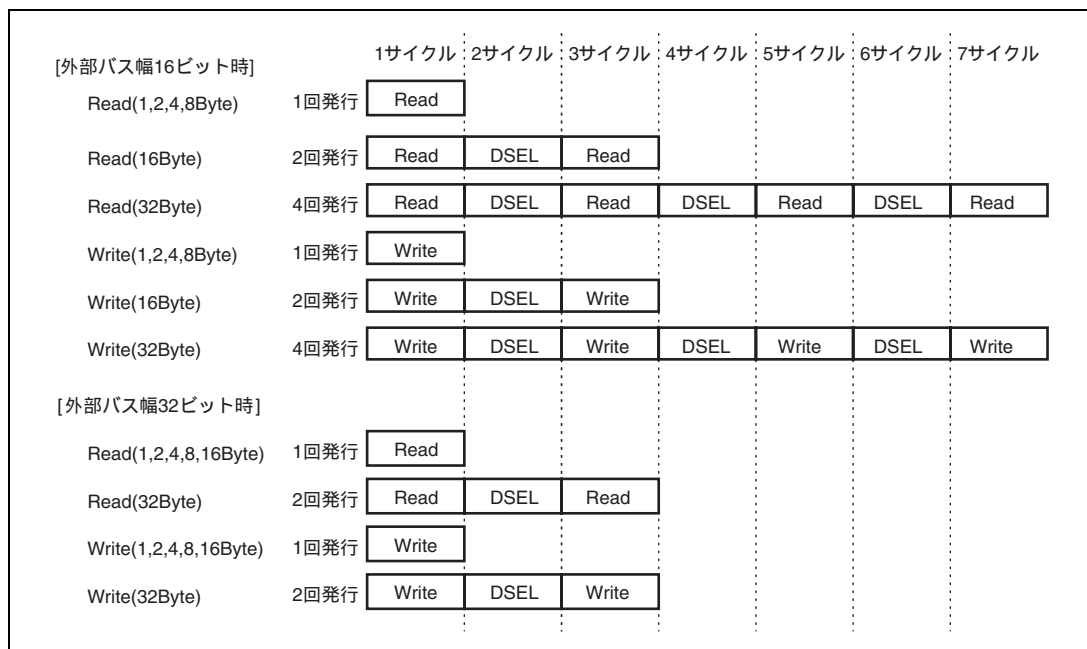 1サイクル 2サイクル 3サイクル 4サイクル 5サイクル 6サイクル 7サイクル
[外部バス幅16ビット時]
Read(1,2,4,8Byte) 1回発行 Read
Read(16Byte) 2回発行 Read DSEL Read
Read(32Byte) 4回発行 Read DSEL Read DSEL Read DSEL Read
Write(1,2,4,8Byte) 1回発行 Write
Write(16Byte) 2回発行 Write DSEL Write
Write(32Byte) 4回発行 Write DSEL Write DSEL Write DSEL Write
[外部バス幅32ビット時]
Read(1,2,4,8,16Byte) 1回発行 Read
Read(32Byte) 2回発行 Read DSEL Read
Write(1,2,4,8,16Byte) 1回発行 Write
Write(32Byte) 2回発行 Write DSEL Write